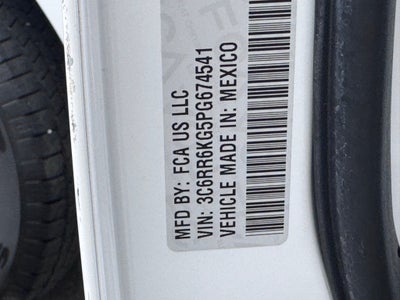 MFD BY: FCA US LLC
VIN: 3C6RR6KG5PG674541
VEHICLE MADE IN: MEXICO